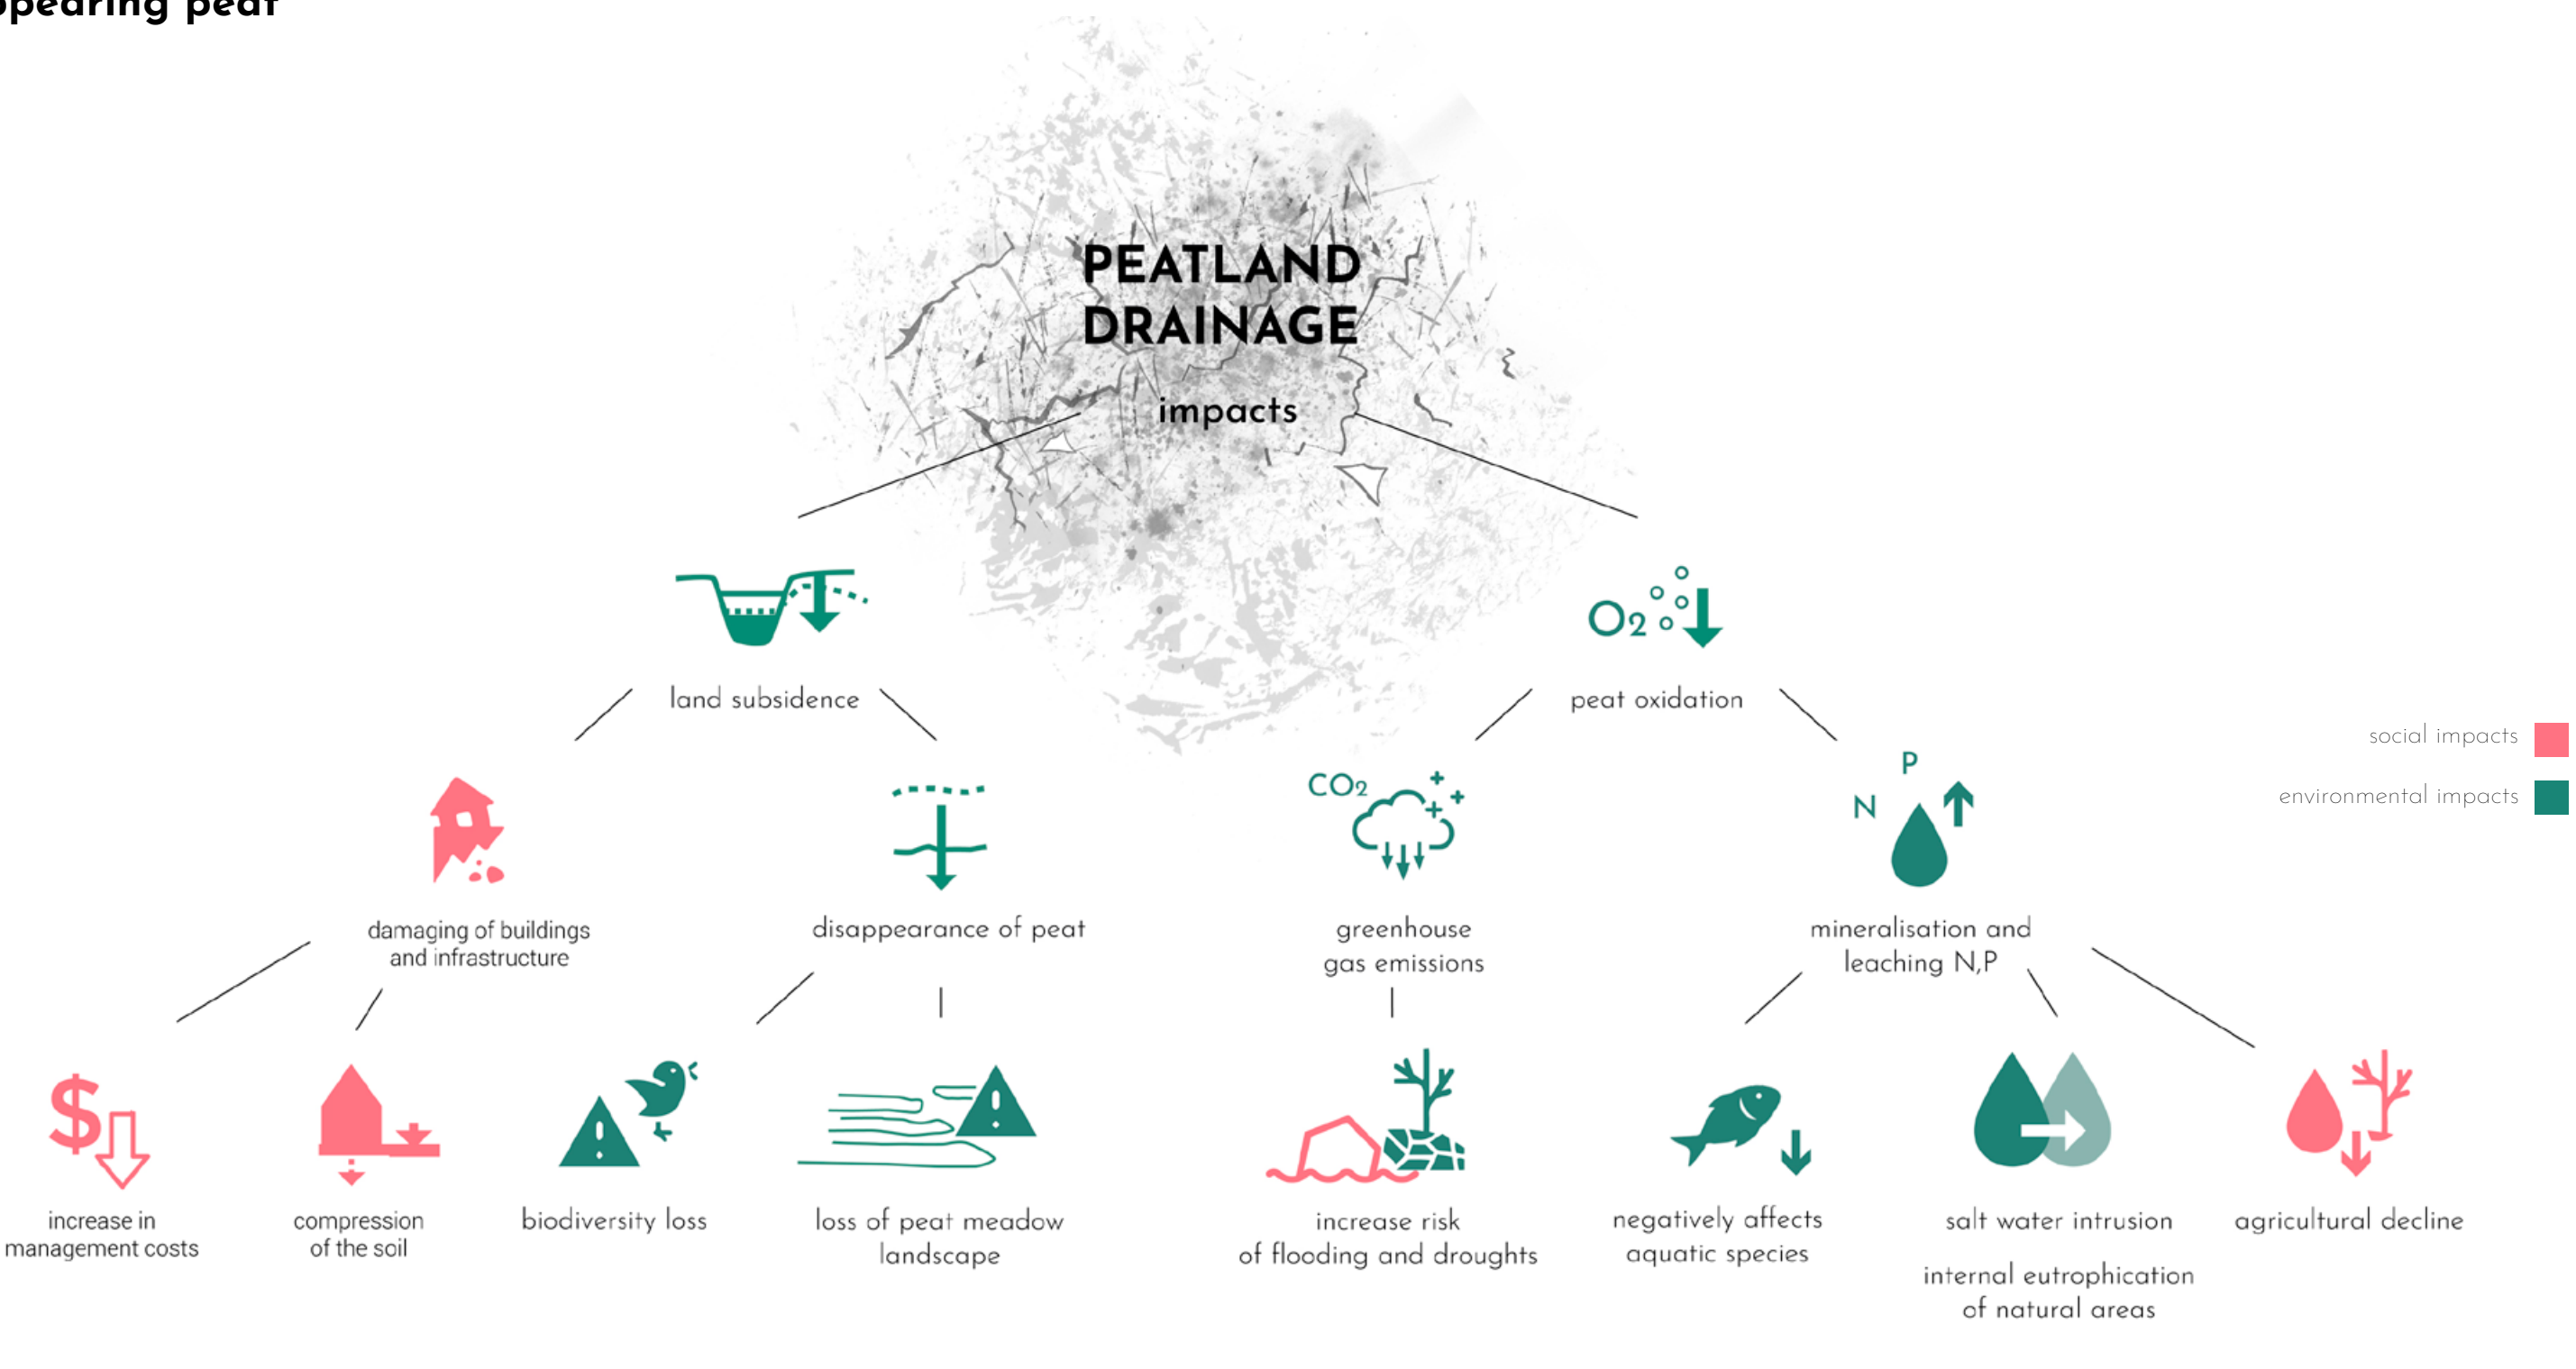 PEATLAND
DRAINAGE
impacts
O2
land subsidence
peat oxidation
social impacts
environmental impacts
CO2
P
N
damaging of buildings
and infrastructure
disappearance of peat
greenhouse
gas emissions
mineralisation and
leaching N,P
$
increase in
management costs
compression
of the soil
biodiversity loss
loss of peat meadow
landscape
increase risk
of flooding and droughts
negatively affects
aquatic species
salt water intrusion
internal eutrophication
of natural areas
agricultural decline